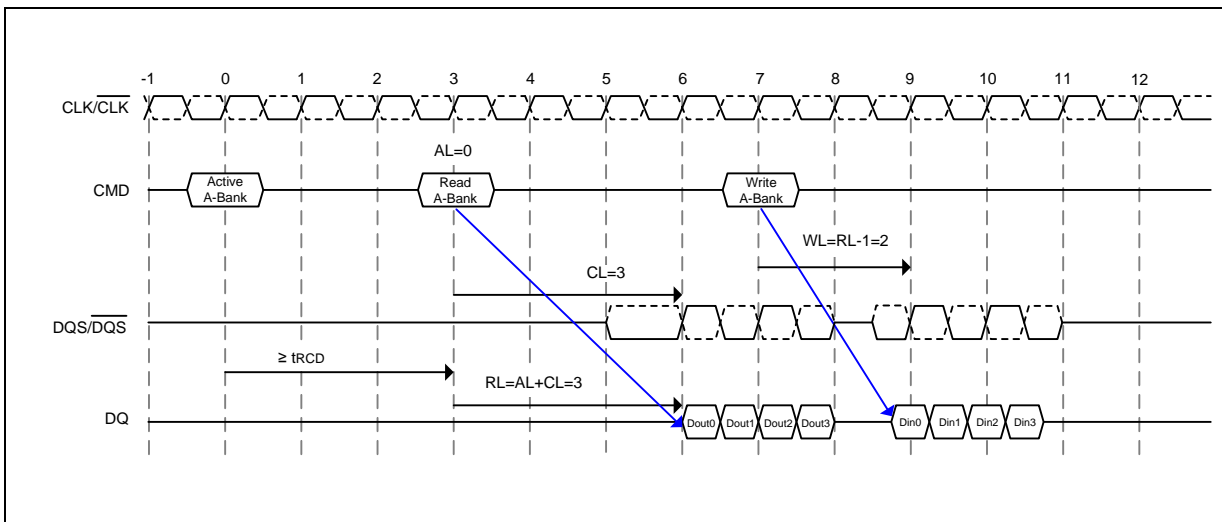 -1 0 1 2 3 4 5 6 7 8 9 10 11 12
CLK/C̅L̅K̅
AL=0
CMD
Active
A-Bank
Read
A-Bank
Write
A-Bank
WL=RL-1=2
CL=3
DQS/D̅Q̅S̅
≥ tRCD
RL=AL+CL=3
DQ
Dout0 Dout1 Dout2 Dout3 Din0 Din1 Din2 Din3